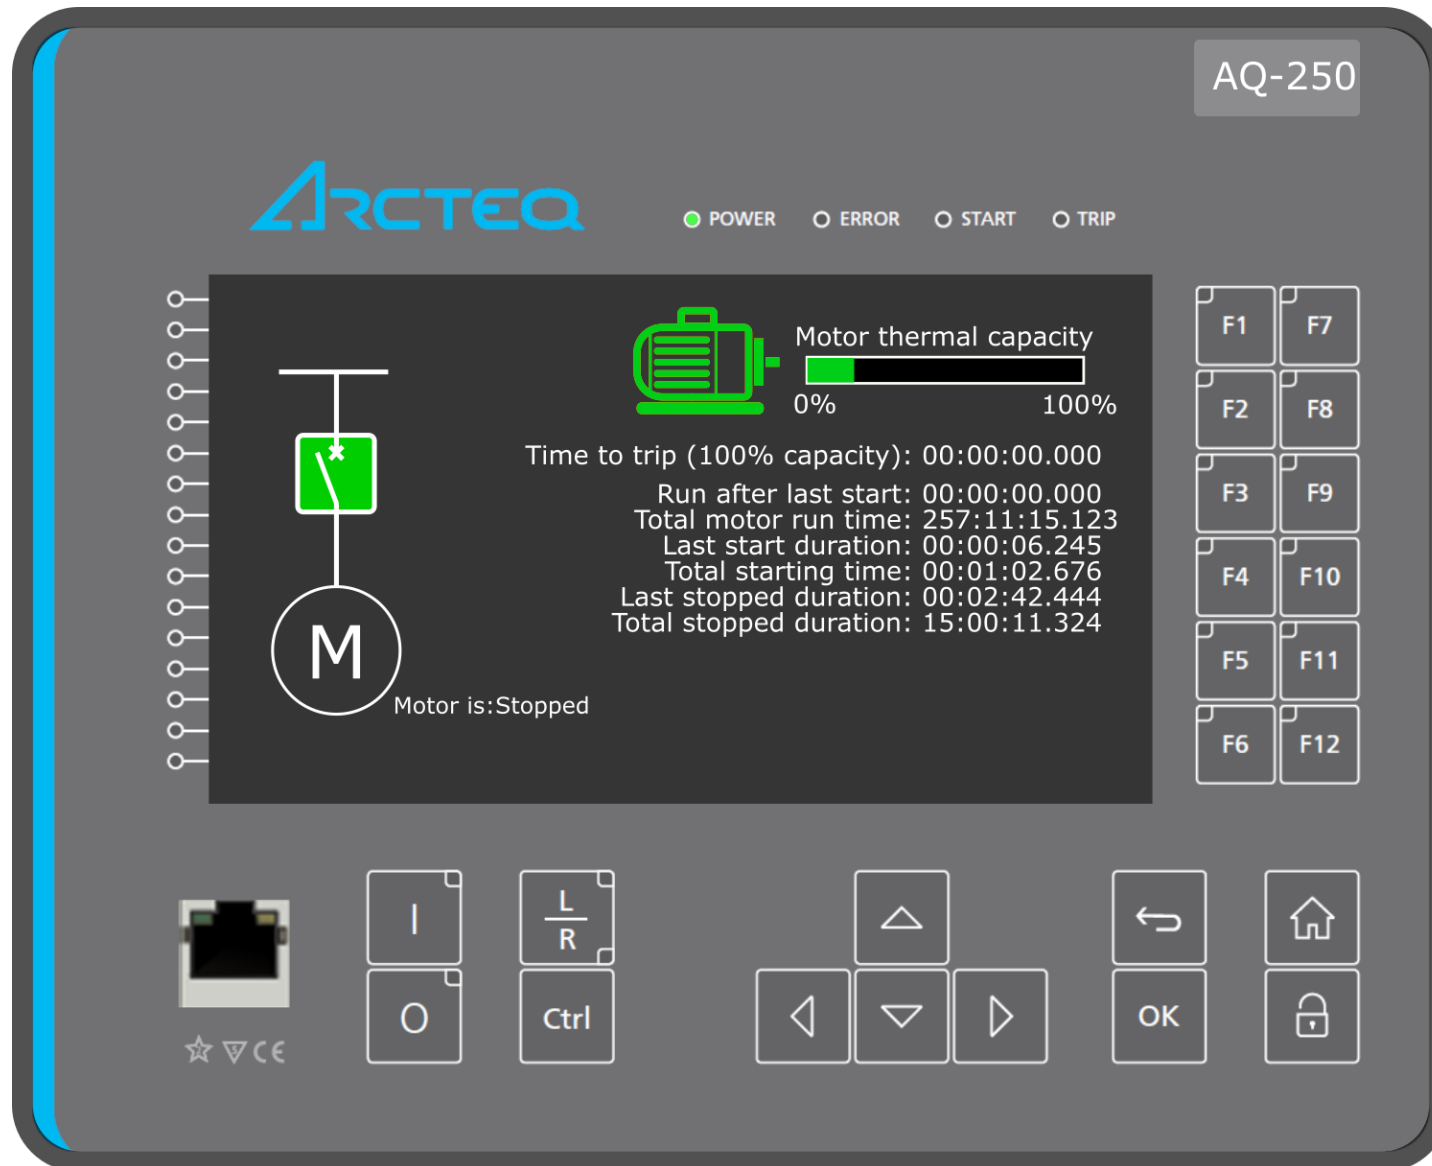 AQ-250
ARCTEQ
POWER ERROR START TRIP
Motor thermal capacity
0% 100%
Time to trip (100% capacity): 00:00:00.000
Run after last start: 00:00:00.000
Total motor run time: 257:11:15.123
Last start duration: 00:00:06.245
Total starting time: 00:01:02.676
Last stopped duration: 00:02:42.444
Total stopped duration: 15:00:11.324
M
Motor is:Stopped
F1 F7
F2 F8
F3 F9
F4 F10
F5 F11
F6 F12
I
L
R
O
Ctrl
OK
CE